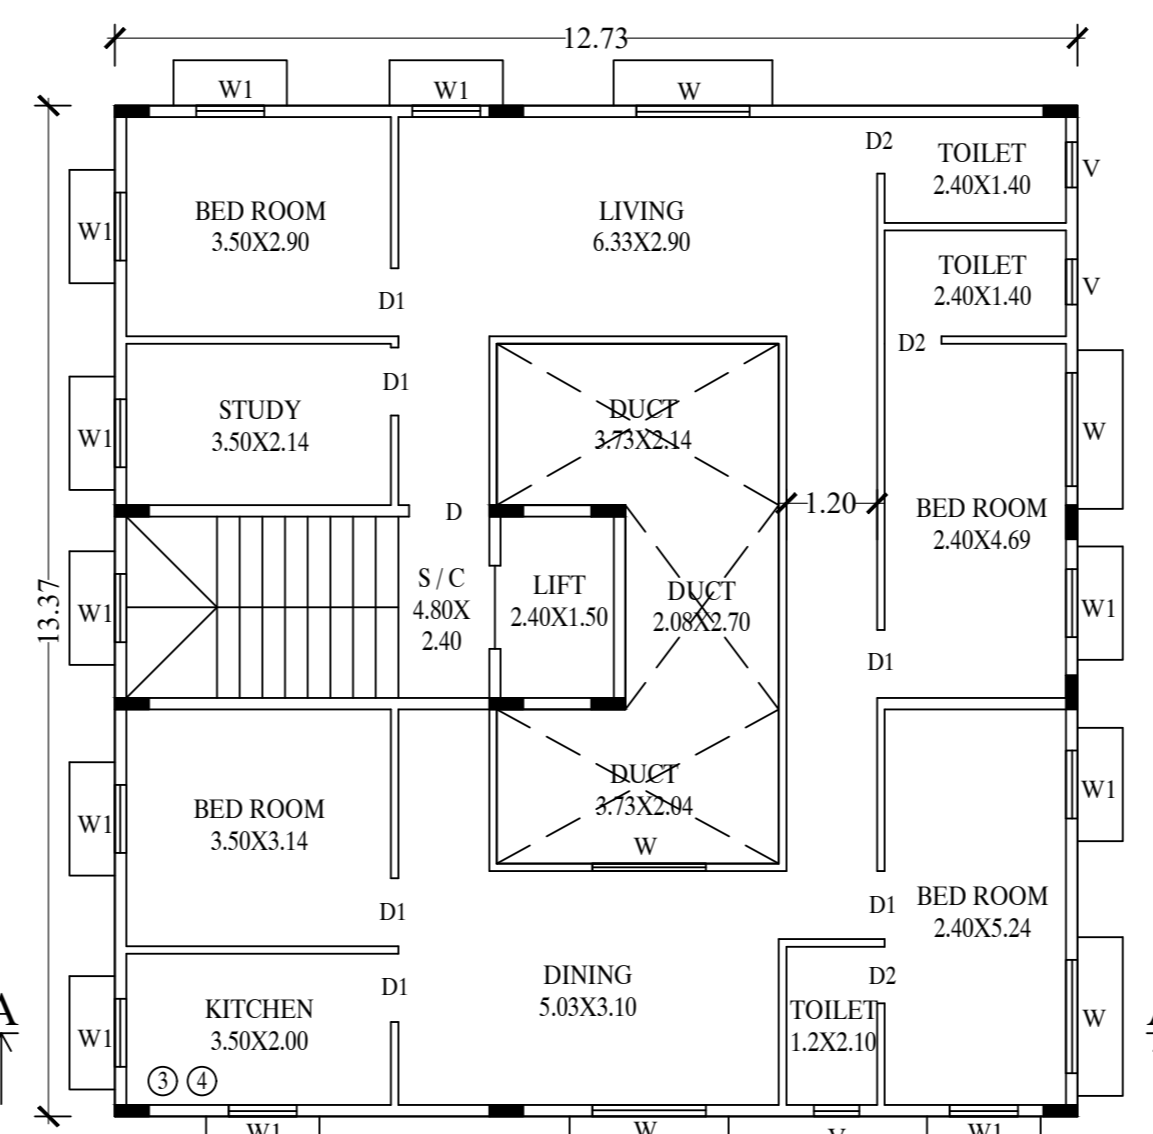 12.73
W1
W1
W
D2
TOILET
2.40X1.40
V
BED ROOM
3.50X2.90
LIVING
6.33X2.90
W1
TOILET
2.40X1.40
V
D1
D2
D1
STUDY
3.50X2.14
DUCT
3.73X2.14
W1
W
D
1.20
BED ROOM
2.40X4.69
13.37
W1
S / C
4.80X
2.40
LIFT
2.40X1.50
DUCT
2.08X2.70
W1
D1
DUCT
3.73X2.04
W
W1
BED ROOM
3.50X3.14
W1
D1
D1
BED ROOM
2.40X5.24
D1
DINING
5.03X3.10
D2
A
KITCHEN
3.50X2.00
TOILET
1.2X2.10
W1
W
3
4
W1
W
V
W1